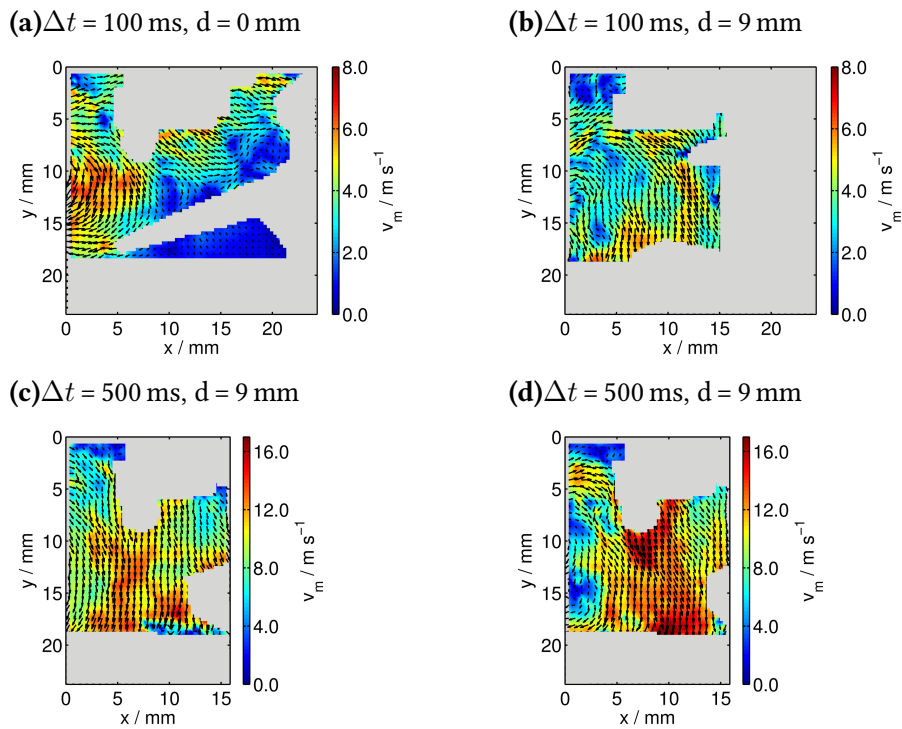 (a)Δt = 100 ms, d = 0 mm
0
5
10
15
20
y / mm
0 5 10 15 20
x / mm
8.0
6.0
4.0
2.0
0.0
v_m / m s⁻¹
(b)Δt = 100 ms, d = 9 mm
0
5
10
15
20
y / mm
0 5 10 15 20
x / mm
8.0
6.0
4.0
2.0
0.0
v_m / m s⁻¹
(c)Δt = 500 ms, d = 9 mm
0
5
10
15
20
y / mm
0 5 10 15
x / mm
16.0
12.0
8.0
4.0
0.0
v_m / m s⁻¹
(d)Δt = 500 ms, d = 9 mm
0
5
10
15
20
y / mm
0 5 10 15
x / mm
16.0
12.0
8.0
4.0
0.0
v_m / m s⁻¹